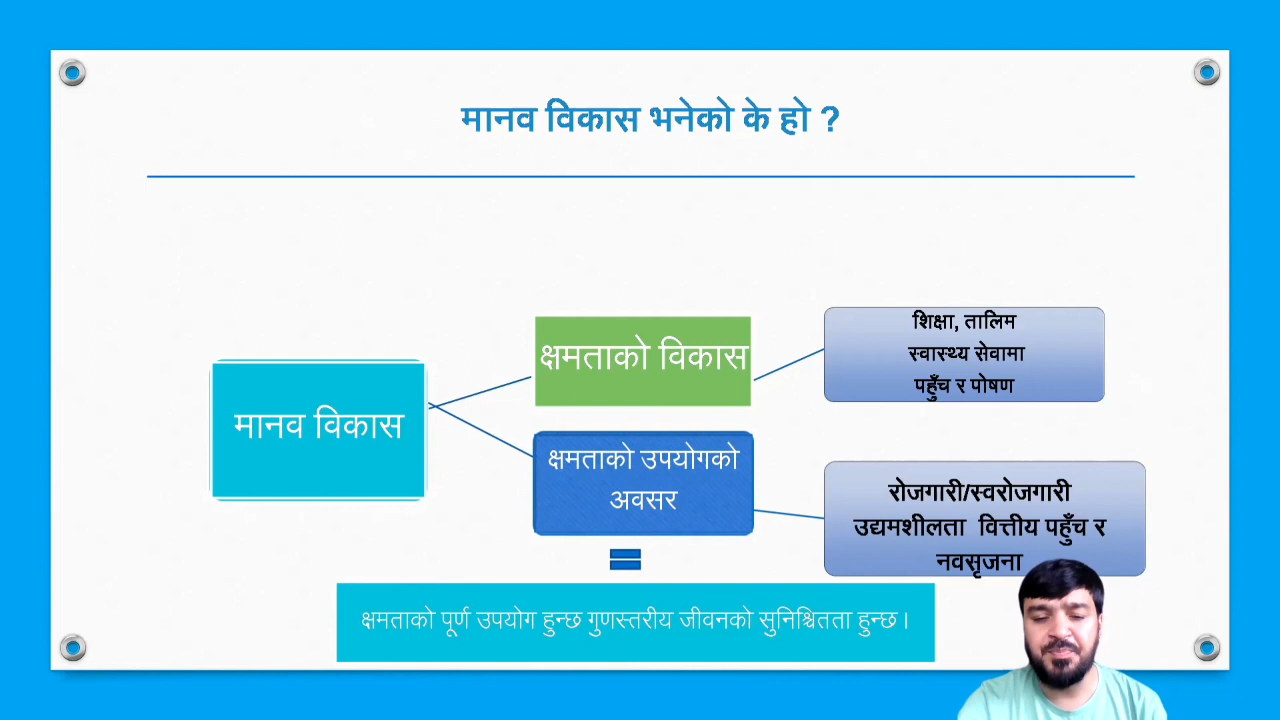 मानव विकास भनेको के हो ?
मानव विकास
क्षमताको विकास
शिक्षा, तालिम
स्वास्थ्य सेवामा
पहुँच र पोषण
क्षमताको उपयोगको
अवसर
रोजगारी/स्वरोजगारी
उद्यमशीलता वित्तीय पहुँच र
नवसृजना
=
क्षमताको पूर्ण उपयोग हुन्छ गुणस्तरीय जीवनको सुनिश्चितता हुन्छ ।